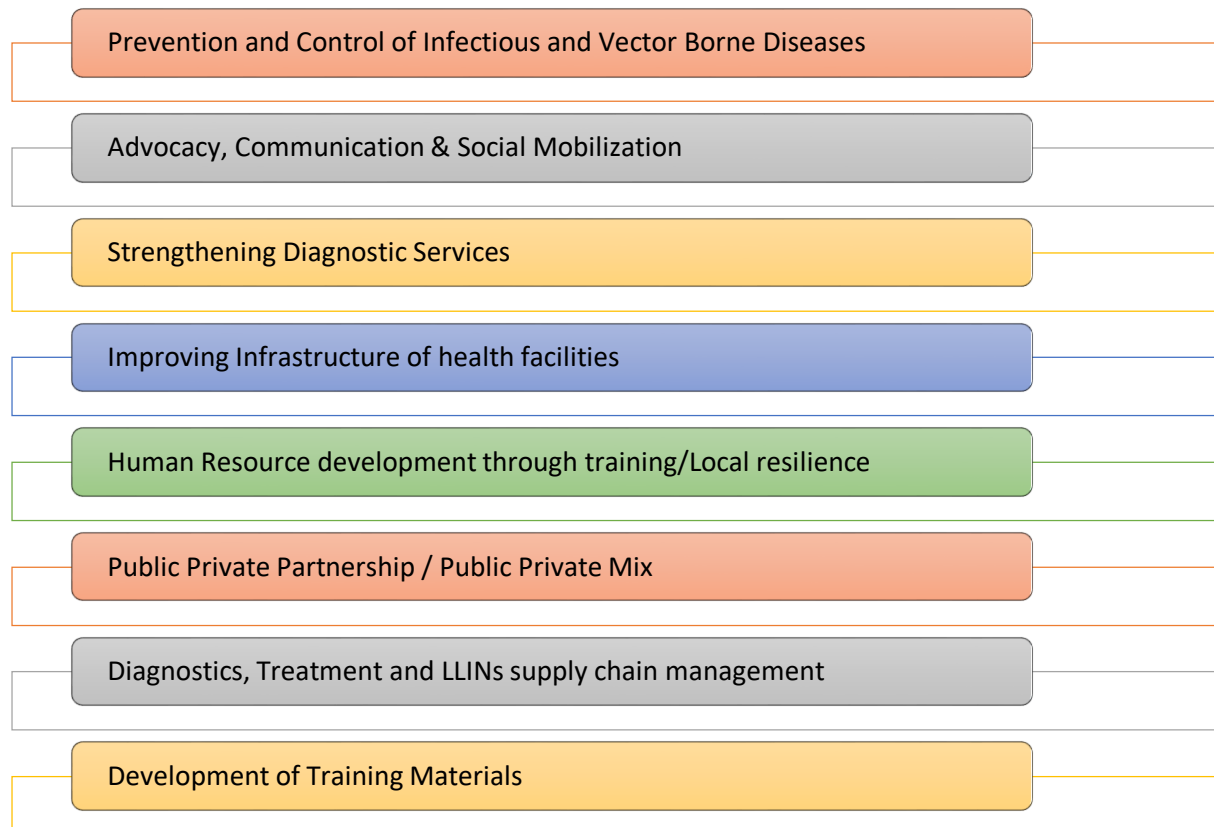 Prevention and Control of Infectious and Vector Borne Diseases
Advocacy, Communication & Social Mobilization
Strengthening Diagnostic Services
Improving Infrastructure of health facilities
Human Resource development through training/Local resilience
Public Private Partnership / Public Private Mix
Diagnostics, Treatment and LLINs supply chain management
Development of Training Materials